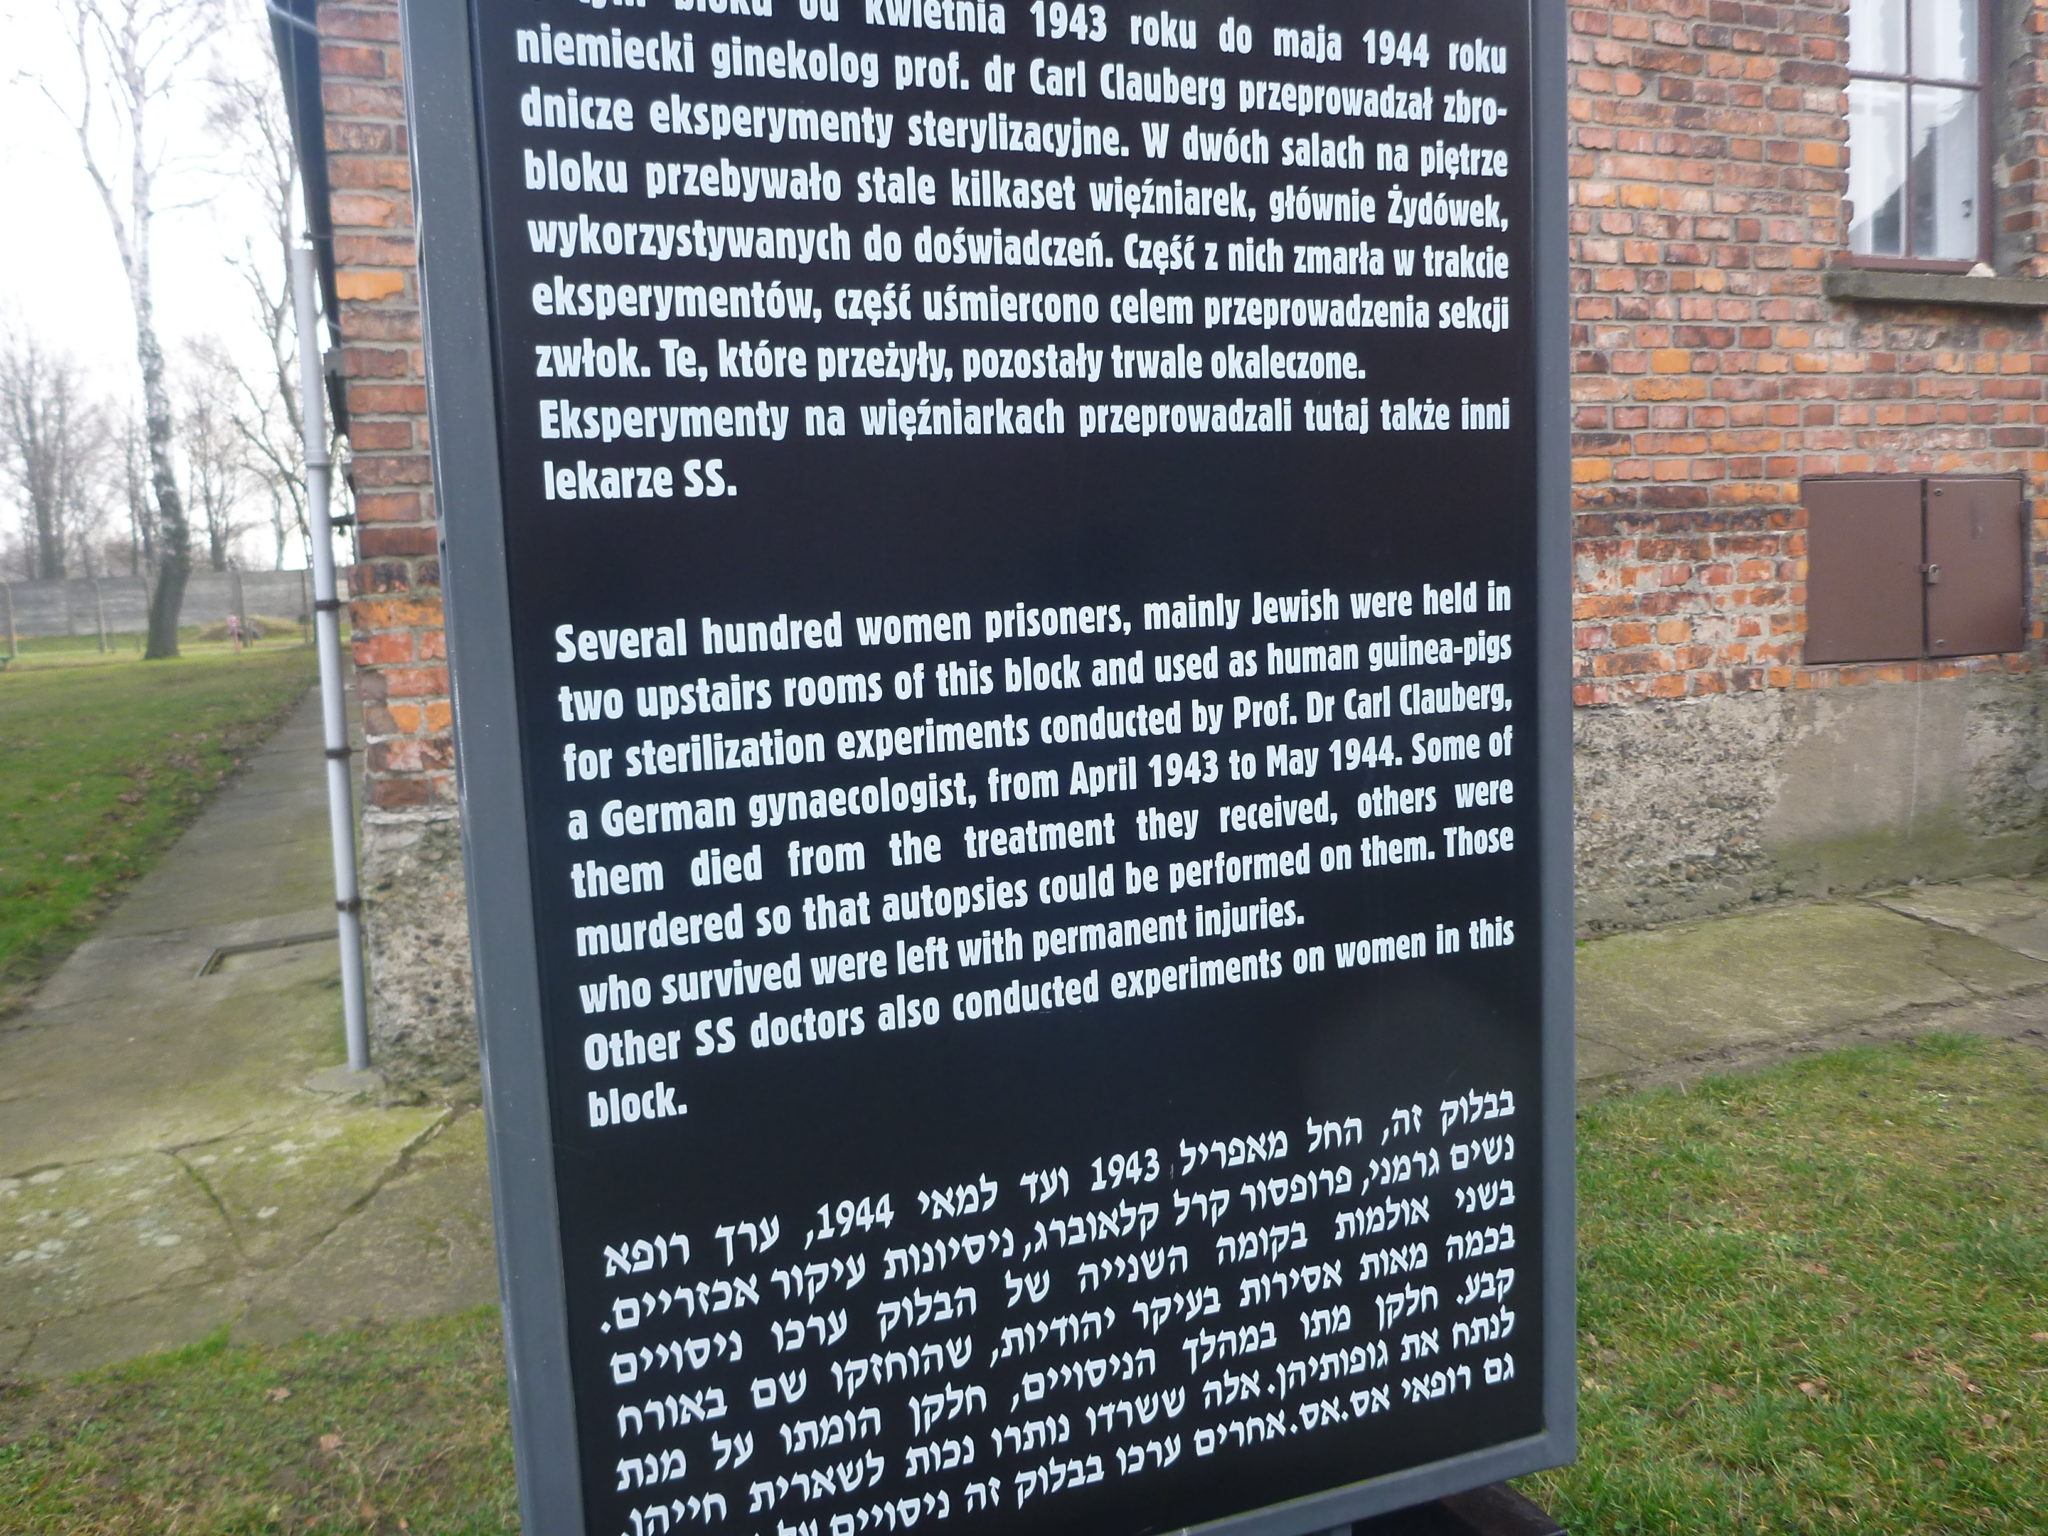 bloku od kwietnia 1943 roku do maja 1944 roku
niemiecki ginekolog prof. dr Carl Clauberg przeprowadzał zbro-
dnicze eksperymenty sterylizacyjne. W dwóch salach na piętrze
bloku przebywało stale kilkaset więźniarek, głównie Żydówek,
wykorzystywanych do doświadczeń. Część z nich zmarła w trakcie
eksperymentów, część uśmiercono celem przeprowadzenia sekcji
zwłok. Te, które przeżyły, pozostały trwale okaleczone.
Eksperymenty na więźniarkach przeprowadzali tutaj także inni
lekarze SS.
Several hundred women prisoners, mainly Jewish were held in
two upstairs rooms of this block and used as human guinea-pigs
for sterilization experiments conducted by Prof. Dr Carl Clauberg,
a German gynaecologist, from April 1943 to May 1944. Some of
them died from the treatment they received, others were
murdered so that autopsies could be performed on them. Those
who survived were left with permanent injuries.
Other SS doctors also conducted experiments on women in this
block.
בבלוק זה, החל מאפריל 1943 ועד למאי 1944, ערך רופא
נשים גרמני, פרופסור קרל קלאוברג, ניסיונות עיקור אכזריים.
בשני אולמות בקומה השנייה של הבלוק ערכו ניסויים
בכמה מאות אסירות בעיקר יהודיות, שהוחזקו שם באורח
קבע. חלקן מתו במהלך הניסויים, חלקן הומתו על מנת
לנתח את גופותיהן. אלה ששרדו נותרו נכות לשארית חייהן.
גם רופאי אס.אס. אחרים ערכו בבלוק זה ניסויים